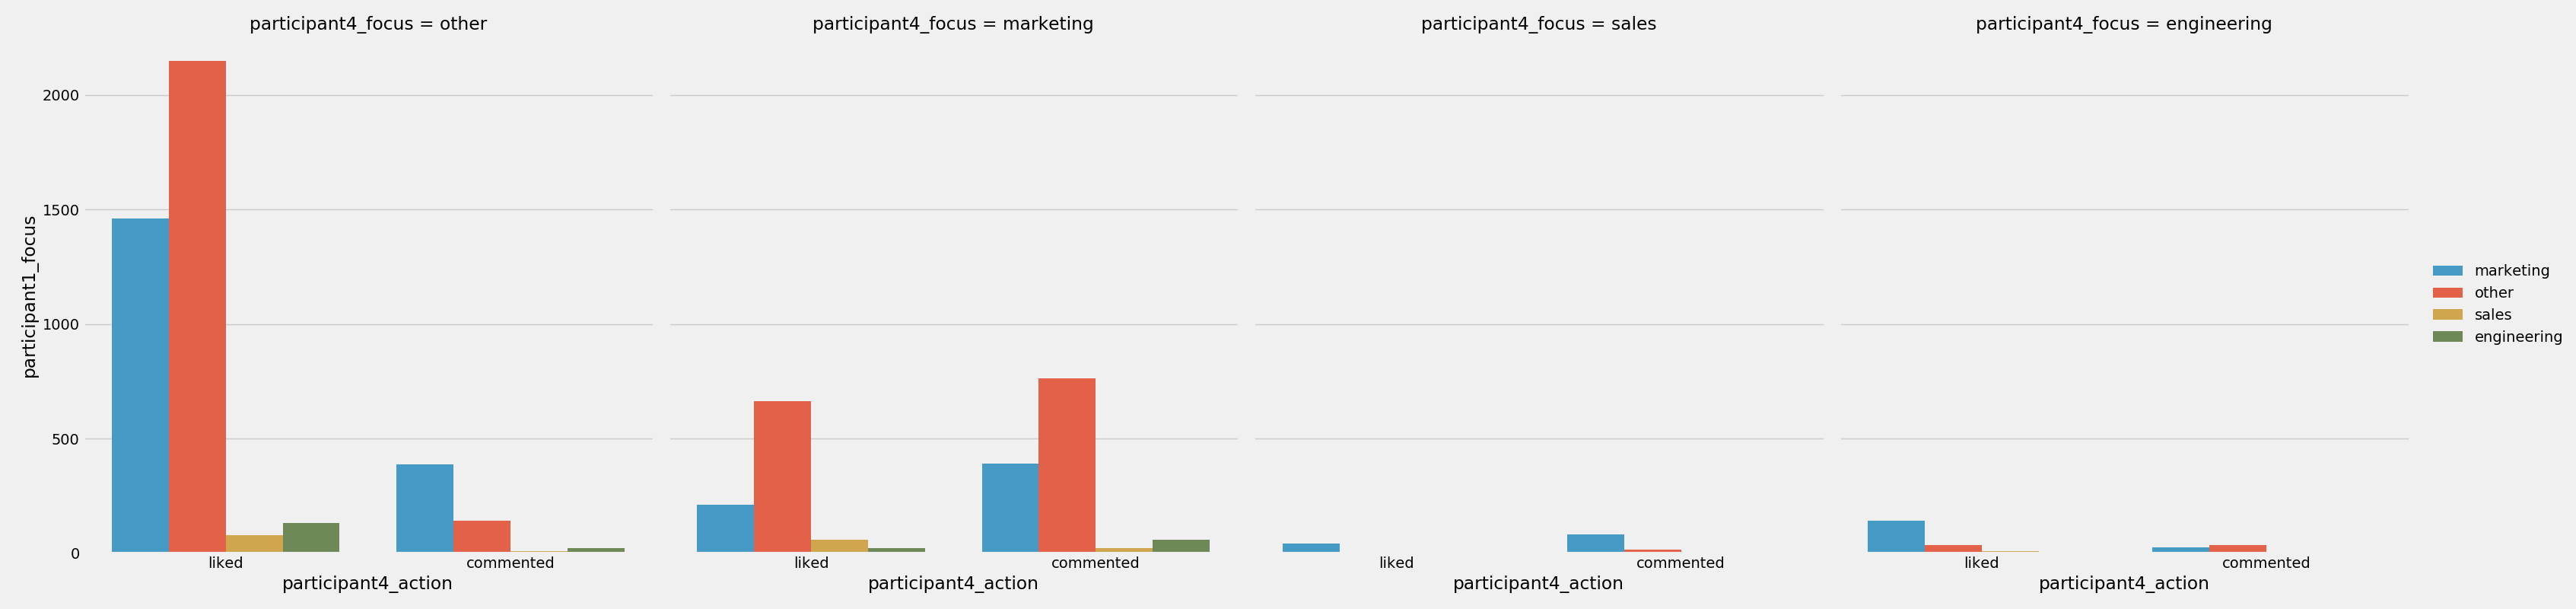 participant4_focus = other
participant4_focus = marketing
participant4_focus = sales
participant4_focus = engineering
participant1_focus
2000
1500
1000
500
0
liked
commented
liked
commented
liked
commented
liked
commented
participant4_action
participant4_action
participant4_action
participant4_action
marketing
other
sales
engineering